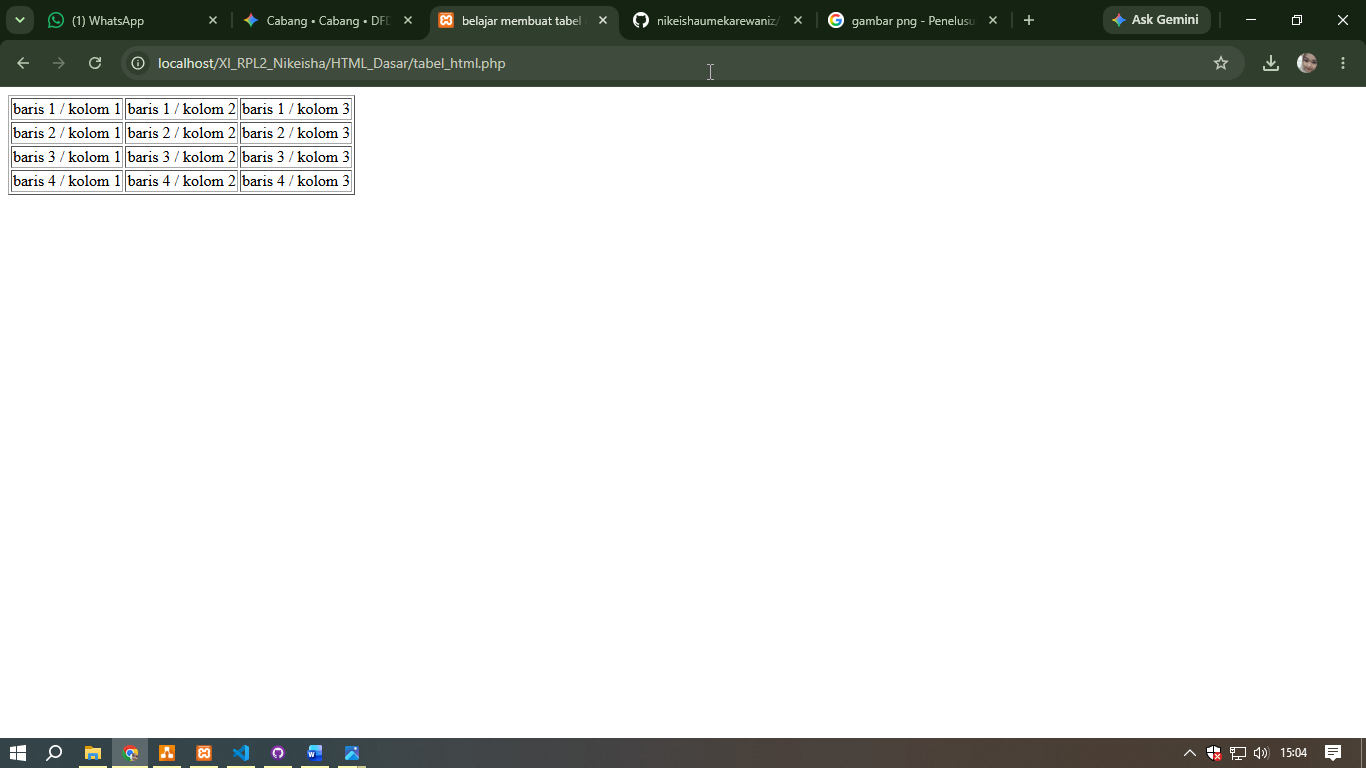 (1) WhatsApp
Cabang • Cabang • DFD
belajar membuat tabel
nikeishaumekarewaniz/
gambar png - Penelusu
Ask Gemini
localhost/XI_RPL2_Nikeisha/HTML_Dasar/tabel_html.php
baris 1 / kolom 1 baris 1 / kolom 2 baris 1 / kolom 3
baris 2 / kolom 1 baris 2 / kolom 2 baris 2 / kolom 3
baris 3 / kolom 1 baris 3 / kolom 2 baris 3 / kolom 3
baris 4 / kolom 1 baris 4 / kolom 2 baris 4 / kolom 3
15:04